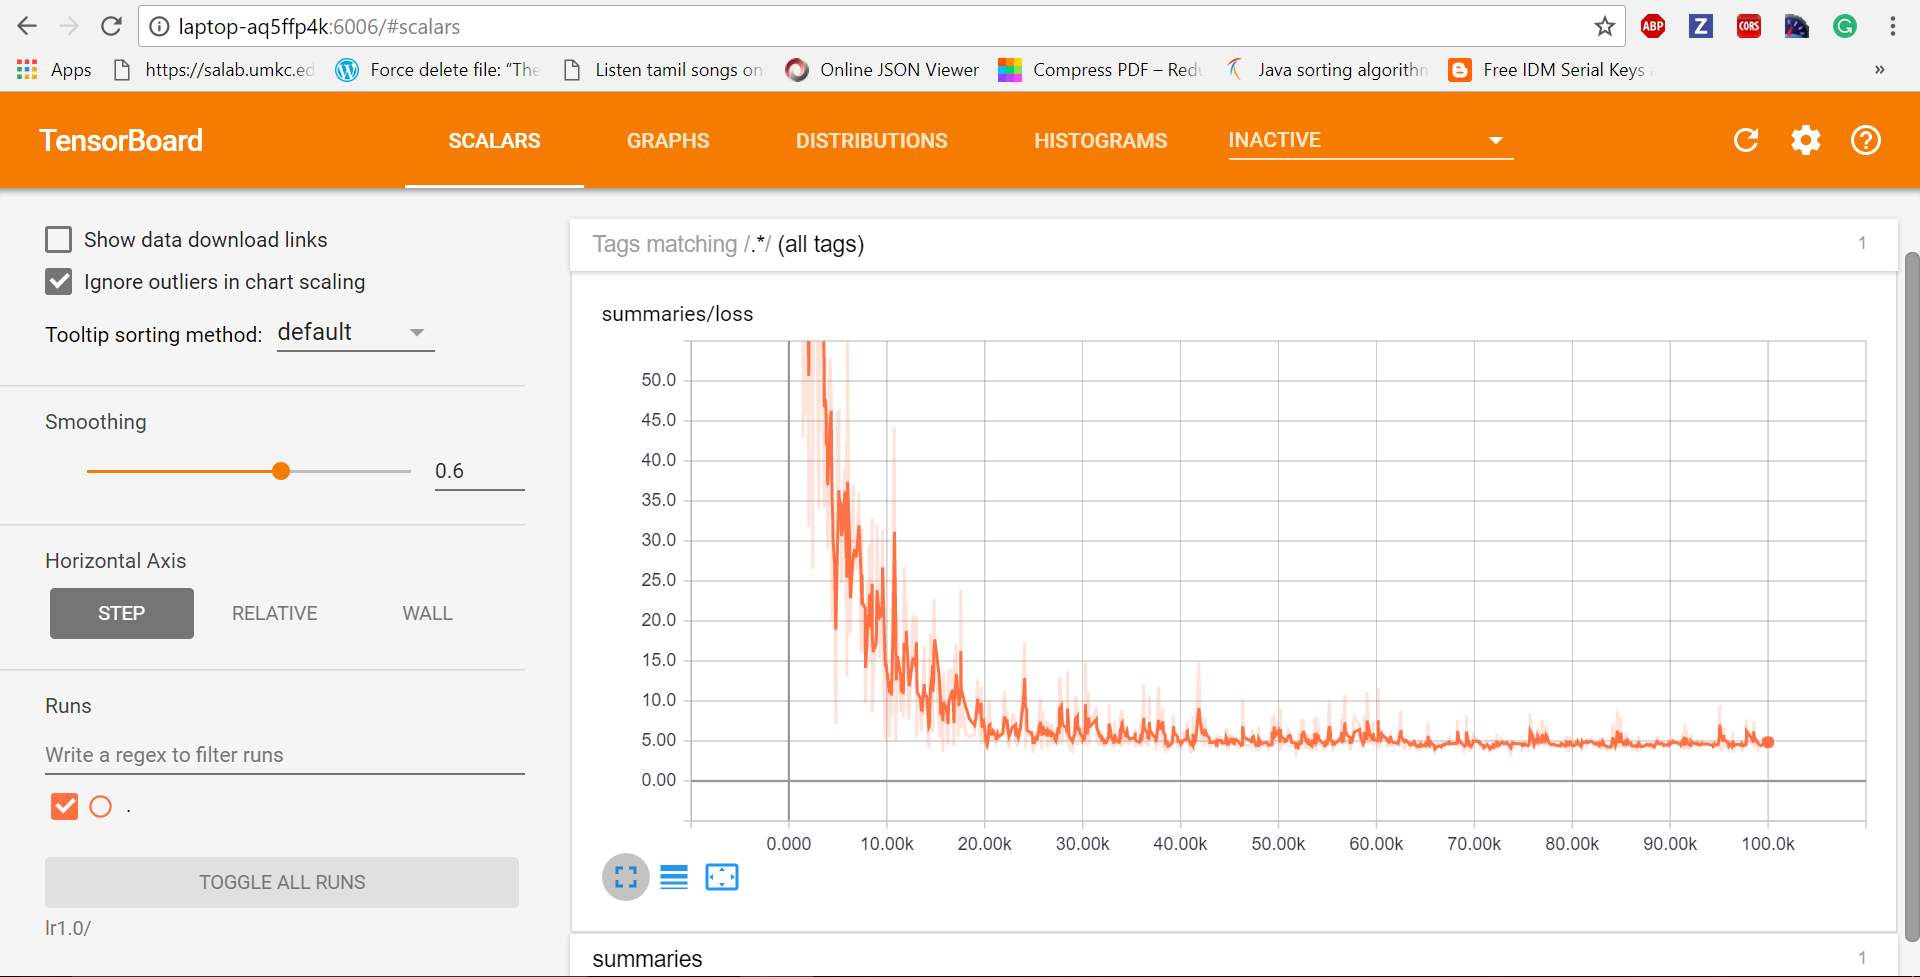 laptop-aq5ffp4k:6006/#scalars
ABP Z CORS G
Apps https://salab.umkc.ed Force delete file: “The Listen tamil songs on Online JSON Viewer Compress PDF – Redu Java sorting algorithm Free IDM Serial Keys »
TensorBoard SCALARS GRAPHS DISTRIBUTIONS HISTOGRAMS INACTIVE
Show data download links
Ignore outliers in chart scaling
Tooltip sorting method: default
Smoothing
0.6
Horizontal Axis
STEP RELATIVE WALL
Runs
Write a regex to filter runs
.
TOGGLE ALL RUNS
lr1.0/
Tags matching /.*/ (all tags) 1
summaries/loss
50.0
45.0
40.0
35.0
30.0
25.0
20.0
15.0
10.0
5.00
0.00
0.000 10.00k 20.00k 30.00k 40.00k 50.00k 60.00k 70.00k 80.00k 90.00k 100.0k
summaries 1